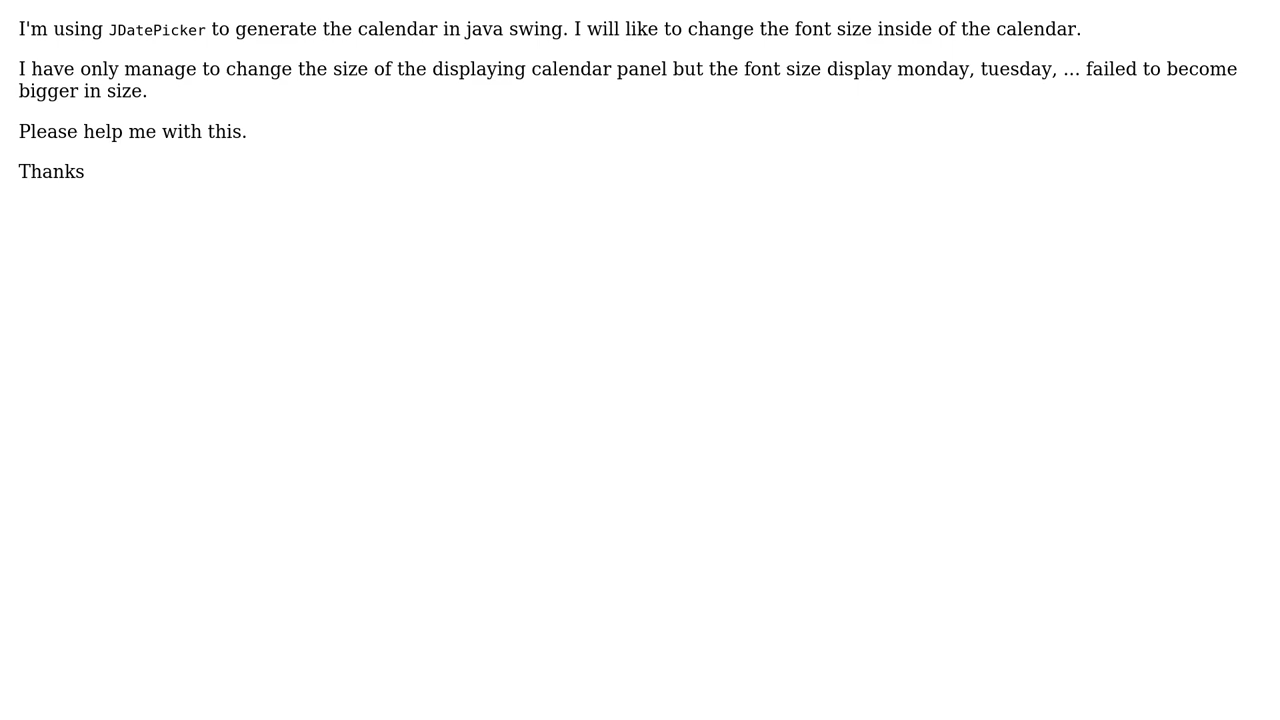 I'm using JDatePicker to generate the calendar in java swing. I will like to change the font size inside of the calendar.
I have only manage to change the size of the displaying calendar panel but the font size display monday, tuesday, ... failed to become
bigger in size.
Please help me with this.
Thanks